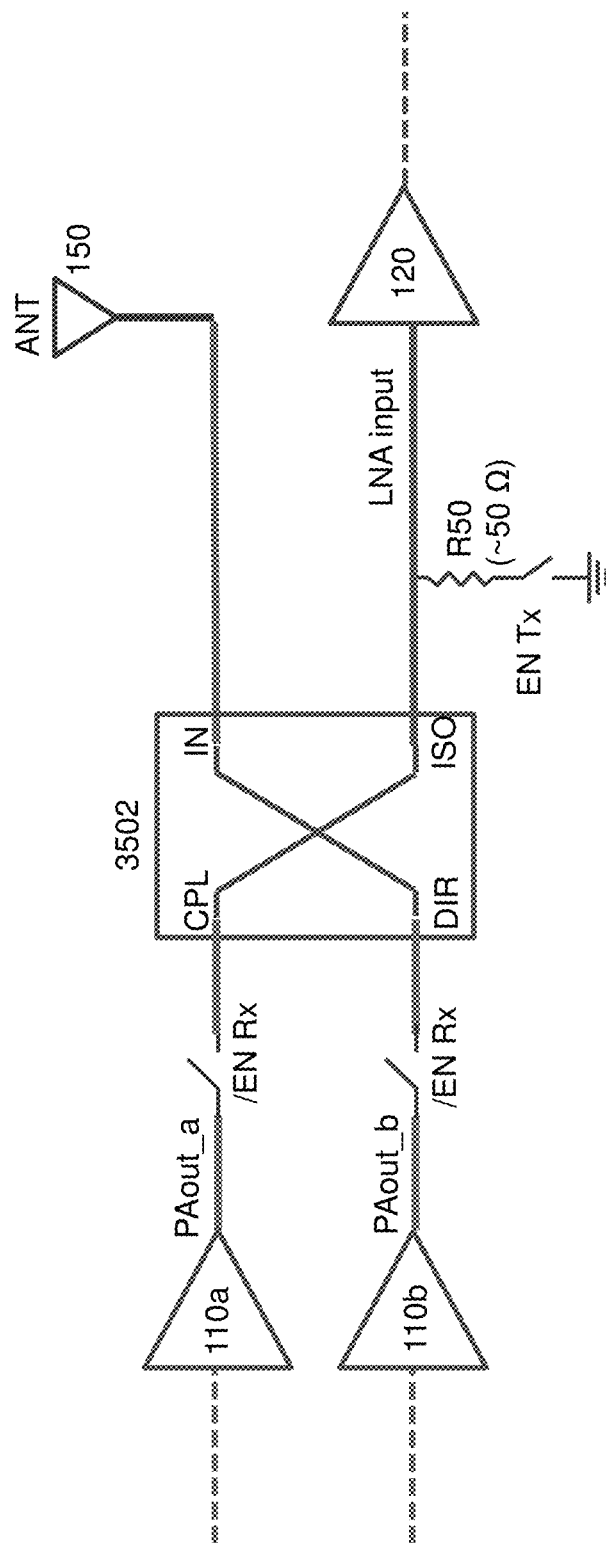 ANT
150
3502
CPL
IN
DIR
ISO
PAout_a
/EN Rx
110a
PAout_b
/EN Rx
110b
LNA input
120
R50
(~50 Ω)
EN Tx